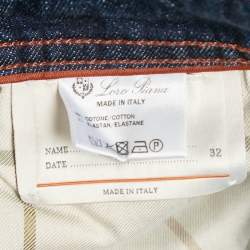 Loro Piana
MADE IN ITALY
COTONE/COTTON
ELASTAN, ELASTANE
NAME
DATE
32
MADE IN ITALY